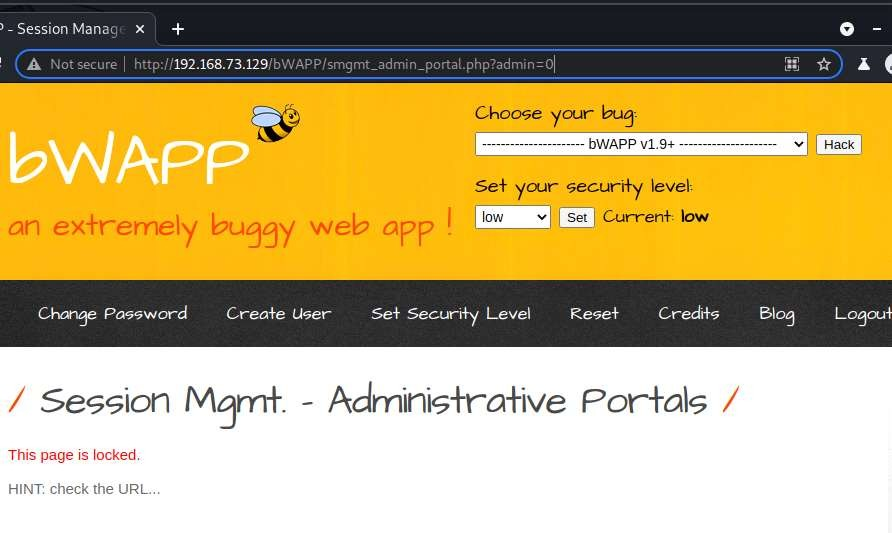 P - Session Manage
Not secure | http://192.168.73.129/bWAPP/smgmt_admin_portal.php?admin=0
bWAPP
an extremely buggy web app !
Choose your bug:
---------------------- bWAPP v1.9+ ---------------------- Hack
Set your security level:
low Set Current: low
Change Password Create User Set Security Level Reset Credits Blog Logout
/ Session Mgmt. - Administrative Portals /
This page is locked.
HINT: check the URL...